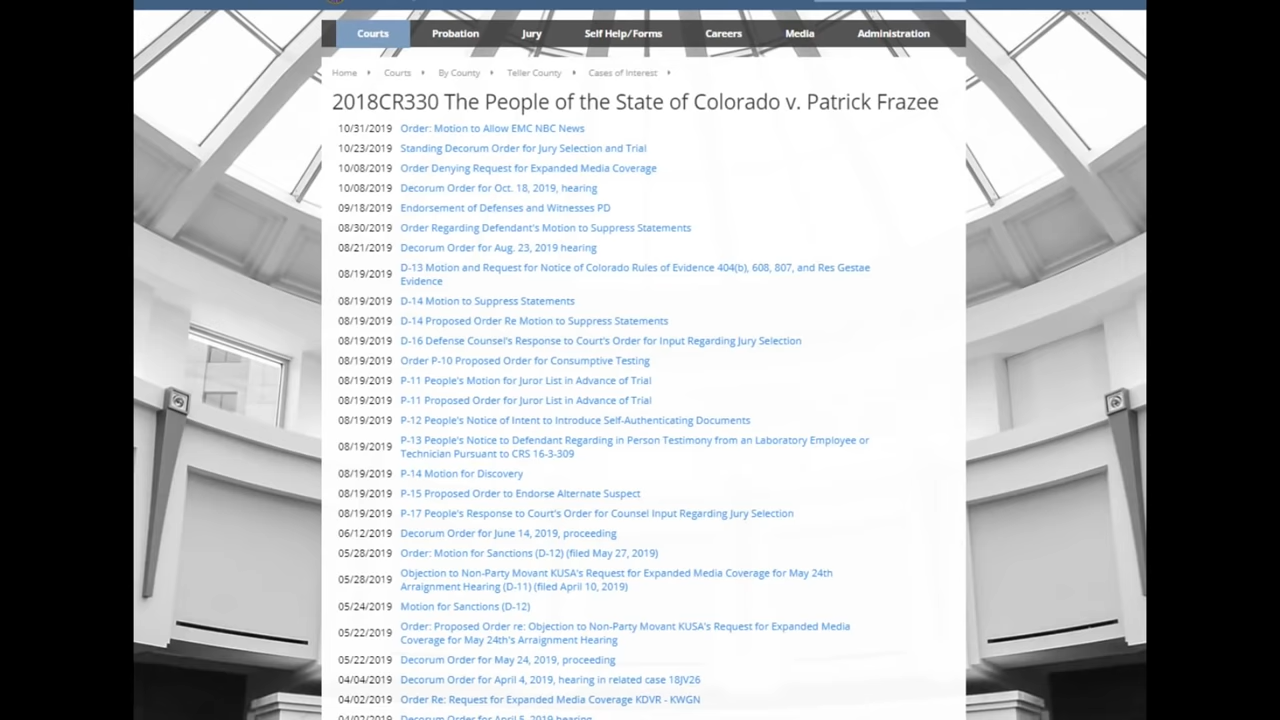 Courts
Probation
Jury
Self Help/Forms
Careers
Media
Administration
Home
Courts
By County
Teller County
Cases of Interest
2018CR330 The People of the State of Colorado v. Patrick Frazee
10/31/2019 Order: Motion to Allow EMC NBC News
10/23/2019 Standing Decorum Order for Jury Selection and Trial
10/08/2019 Order Denying Request for Expanded Media Coverage
10/08/2019 Decorum Order for Oct. 18, 2019, hearing
09/18/2019 Endorsement of Defenses and Witnesses PD
08/30/2019 Order Regarding Defendant's Motion to Suppress Statements
08/21/2019 Decorum Order for Aug. 23, 2019 hearing
08/19/2019 D-13 Motion and Request for Notice of Colorado Rules of Evidence 404(b), 608, 807, and Res Gestae
Evidence
08/19/2019 D-14 Motion to Suppress Statements
08/19/2019 D-14 Proposed Order Re Motion to Suppress Statements
08/19/2019 D-16 Defense Counsel's Response to Court's Order for Input Regarding Jury Selection
08/19/2019 Order P-10 Proposed Order for Consumptive Testing
08/19/2019 P-11 People's Motion for Juror List in Advance of Trial
08/19/2019 P-11 Proposed Order for Juror List in Advance of Trial
08/19/2019 P-12 People's Notice of Intent to Introduce Self-Authenticating Documents
08/19/2019 P-13 People's Notice to Defendant Regarding in Person Testimony from an Laboratory Employee or
Technician Pursuant to CRS 16-3-309
08/19/2019 P-14 Motion for Discovery
08/19/2019 P-15 Proposed Order to Endorse Alternate Suspect
08/19/2019 P-17 People's Response to Court's Order for Counsel Input Regarding Jury Selection
06/12/2019 Decorum Order for June 14, 2019, proceeding
05/28/2019 Order: Motion for Sanctions (D-12) (filed May 27, 2019)
05/28/2019 Objection to Non-Party Movant KUSA's Request for Expanded Media Coverage for May 24th
Arraignment Hearing (D-11) (filed April 10, 2019)
05/24/2019 Motion for Sanctions (D-12)
05/22/2019 Order: Proposed Order re: Objection to Non-Party Movant KUSA's Request for Expanded Media
Coverage for May 24th's Arraignment Hearing
05/22/2019 Decorum Order for May 24, 2019, proceeding
04/04/2019 Decorum Order for April 4, 2019, hearing in related case 18JV26
04/02/2019 Order Re: Request for Expanded Media Coverage KDVR - KWGN
04/02/2019 Decorum Order for April 5, 2019 hearing